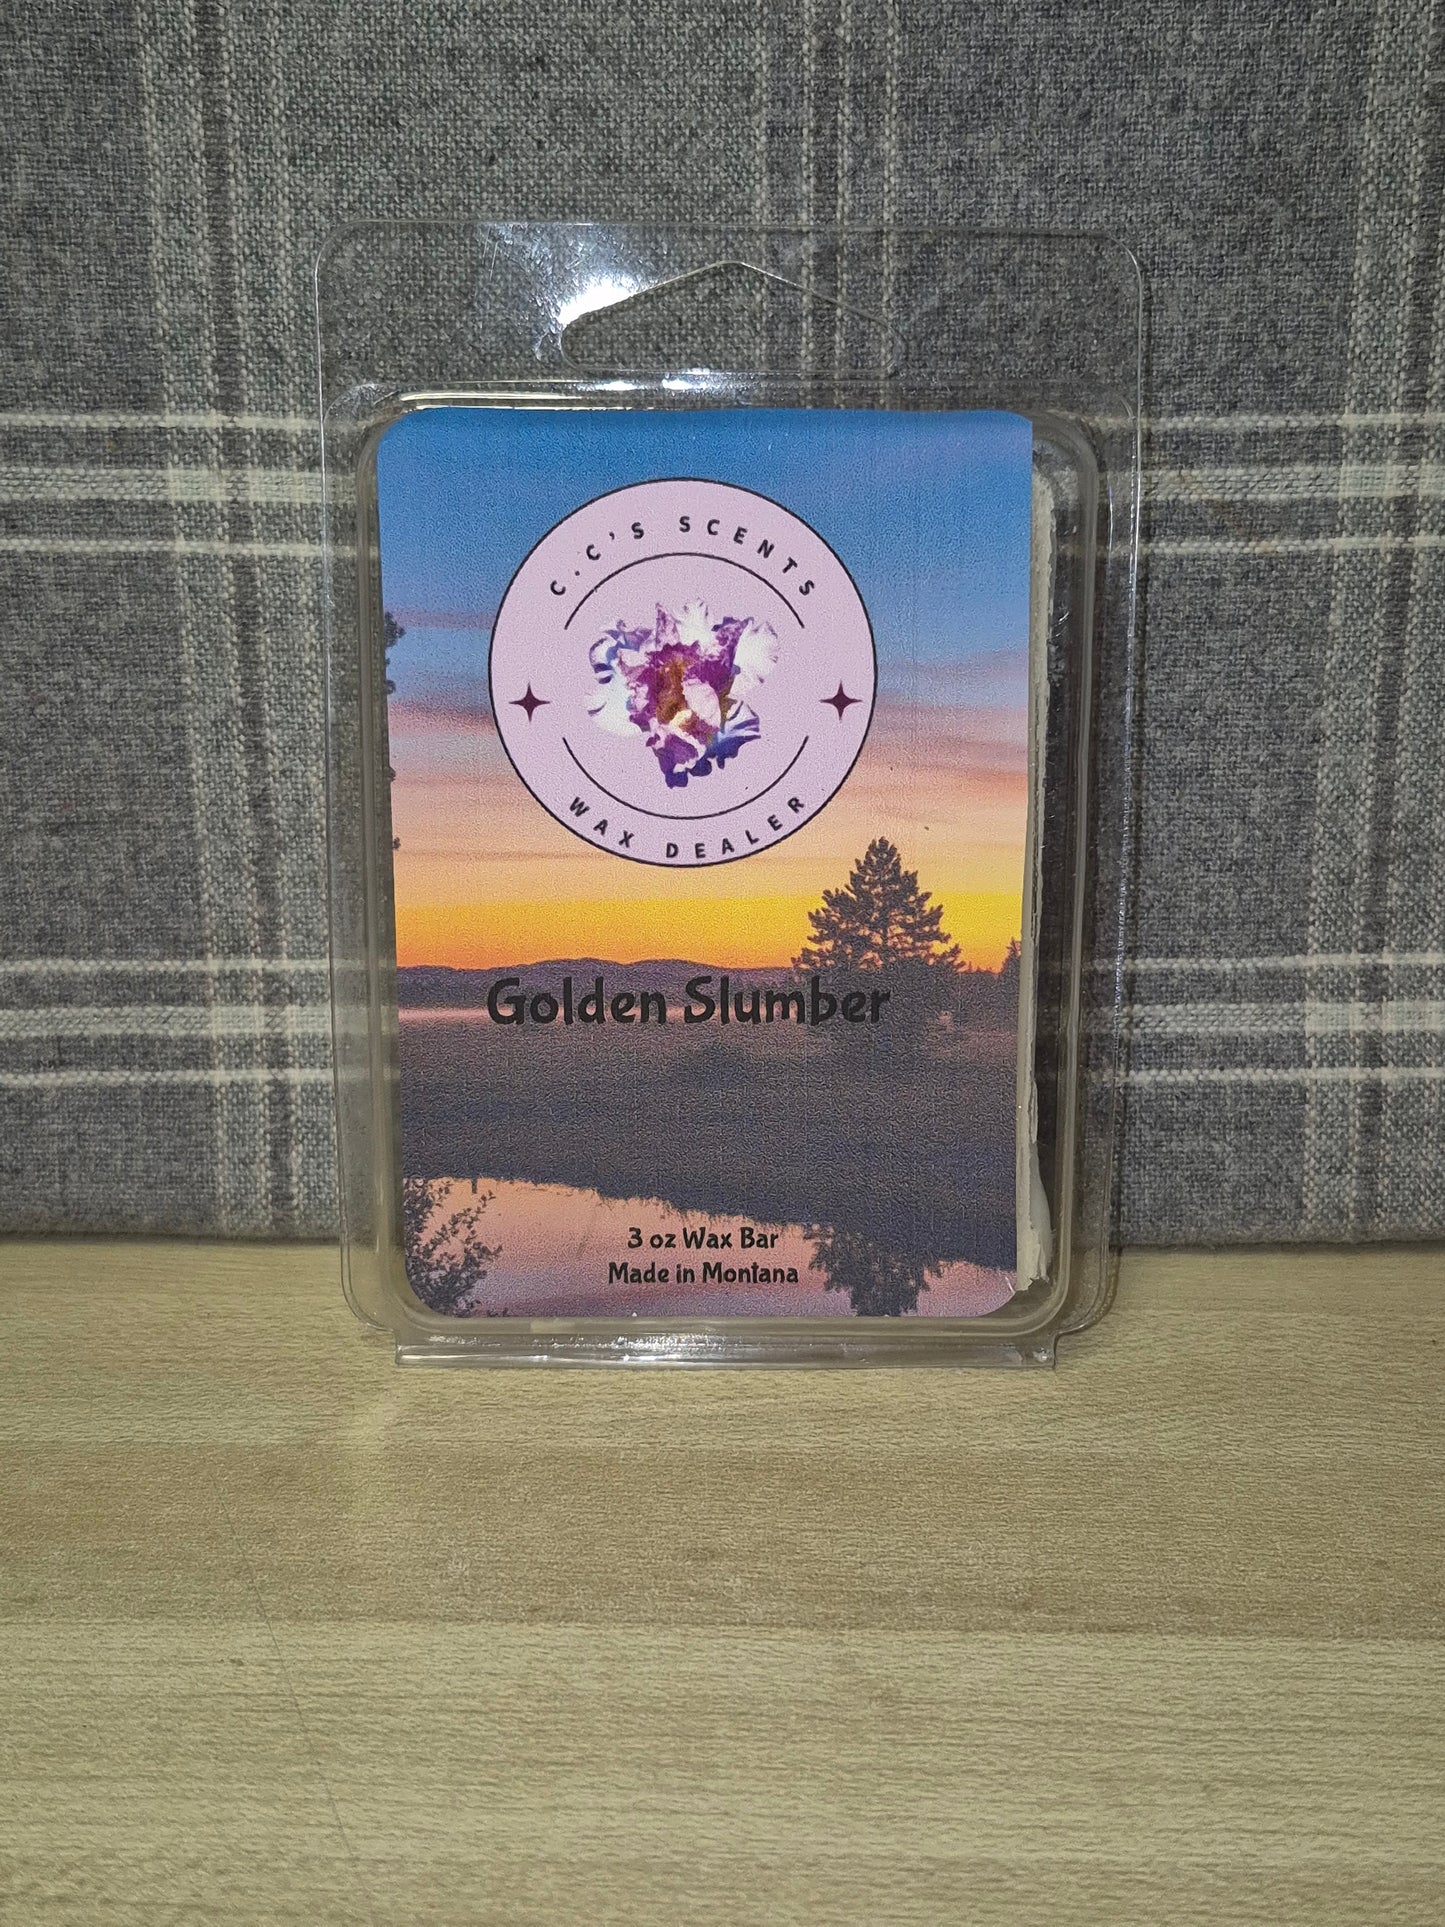 C.C'S SCENTS
WAX DEALER
Golden Slumber
3 oz Wax Bar
Made in Montana